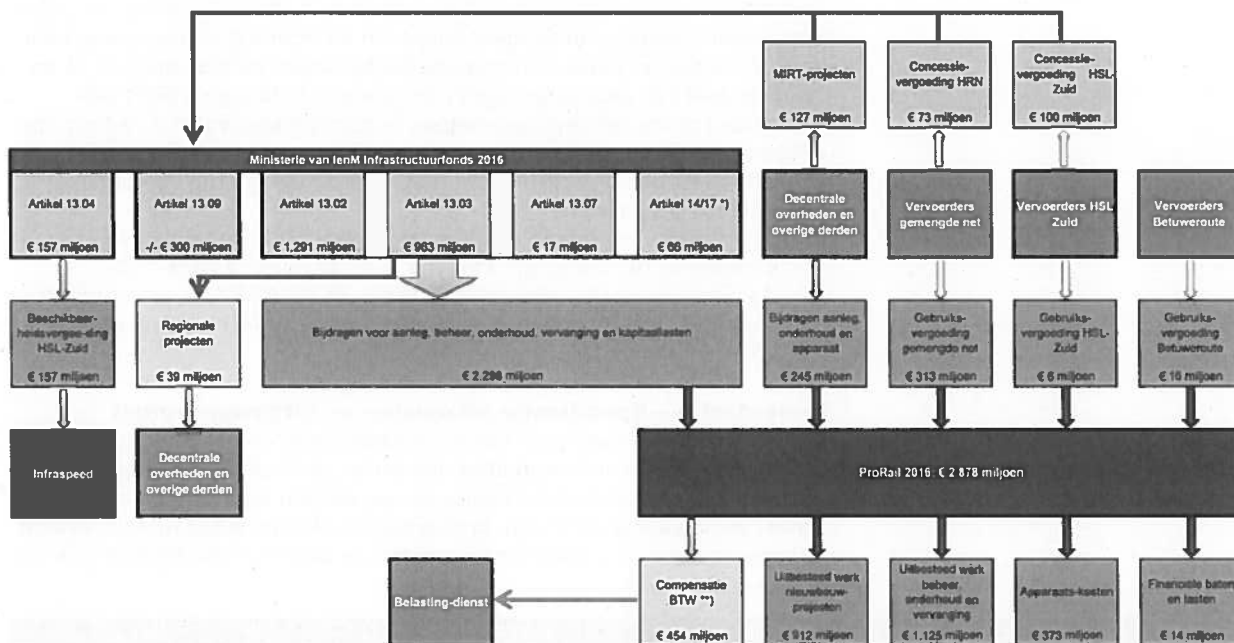 MIRT-projecten
€ 127 miljoen
Concessie-
vergoeding HRN
€ 73 miljoen
Concessie-
vergoeding HSL-
Zuid
€ 100 miljoen
Ministerie van IenM Infrastructuurfonds 2016
Artikel 13.04
€ 157 miljoen
Artikel 13.09
-/- € 300 miljoen
Artikel 13.02
€ 1,291 miljoen
Artikel 13.03
€ 983 miljoen
Artikel 13.07
€ 17 miljoen
Artikel 14/17 *)
€ 66 miljoen
Decentrale
overheden en
overige derden
Vervoerders
gemengde net
Vervoerders HSL
Zuid
Vervoerders
Betuweroute
Beschikbaar-
heidsvergoe-ding
HSL-Zuid
€ 157 miljoen
Regionale
projecten
€ 39 miljoen
Bijdragen voor aanleg, beheer, onderhoud, vervanging en kapitaallasten
€ 2.298 miljoen
Bijdragen aanleg,
onderhoud en
apparaat
€ 245 miljoen
Gebruiks-
vergoeding
gemengde net
€ 313 miljoen
Gebruiks-
vergoeding HSL-
Zuid
€ 6 miljoen
Gebruiks-
vergoeding
Betuweroute
€ 16 miljoen
Infraspeed
Decentrale
overheden en
overige derden
ProRail 2016: € 2.878 miljoen
Belasting-dienst
Compensatie
BTW **)
€ 454 miljoen
Uitbesteed werk
nieuwbouw-
projecten
€ 912 miljoen
Uitbesteed werk
beheer,
onderhoud en
vervanging
€ 1.125 miljoen
Apparaats-kosten
€ 373 miljoen
Financiële baten
en lasten
€ 14 miljoen